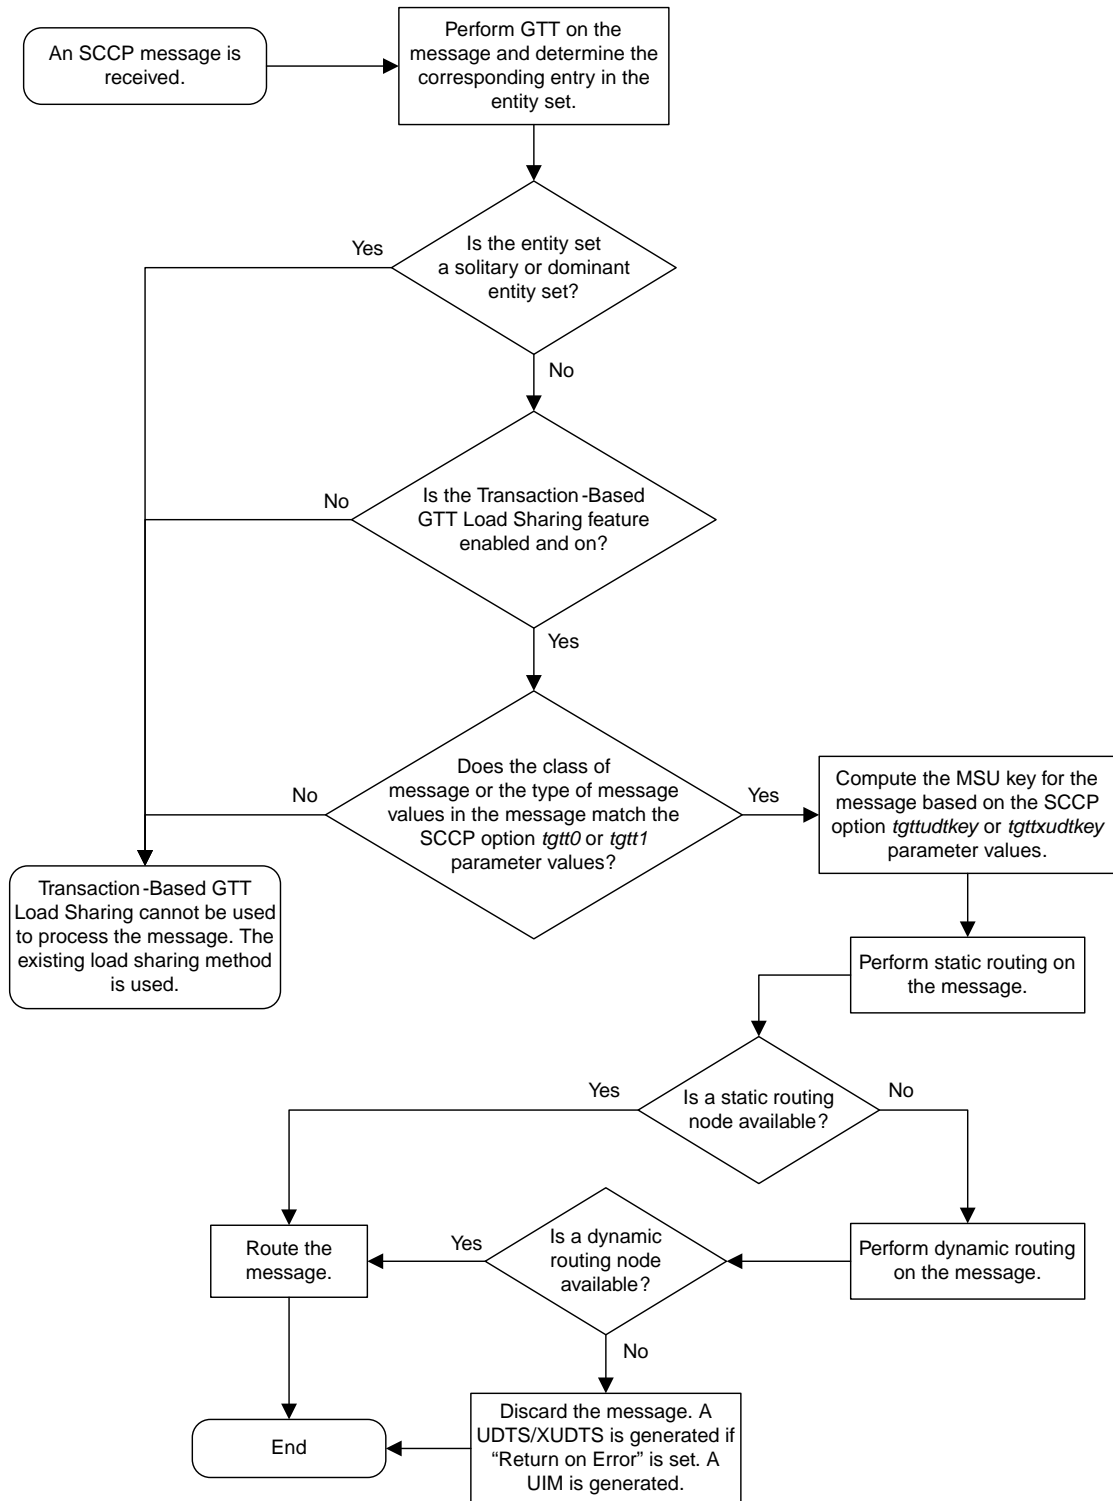 An SCCP message is
received.
Perform GTT on the
message and determine the
corresponding entry in the
entity set.
Yes
Is the entity set
a solitary or dominant
entity set?
No
No
Is the Transaction-Based
GTT Load Sharing feature
enabled and on?
Yes
No
Does the class of
message or the type of message
values in the message match the
SCCP option tgtt0 or tgtt1
parameter values?
Yes
Compute the MSU key for the
message based on the SCCP
option tgttudtkey or tgttxudtkey
parameter values.
Transaction-Based GTT
Load Sharing cannot be used
to process the message. The
existing load sharing method
is used.
Perform static routing on
the message.
Yes
Is a static routing
node available?
No
Route the
message.
Yes
Is a dynamic
routing node
available?
Perform dynamic routing
on the message.
No
End
Discard the message. A
UDTS/XUDTS is generated if
“Return on Error” is set. A
UIM is generated.